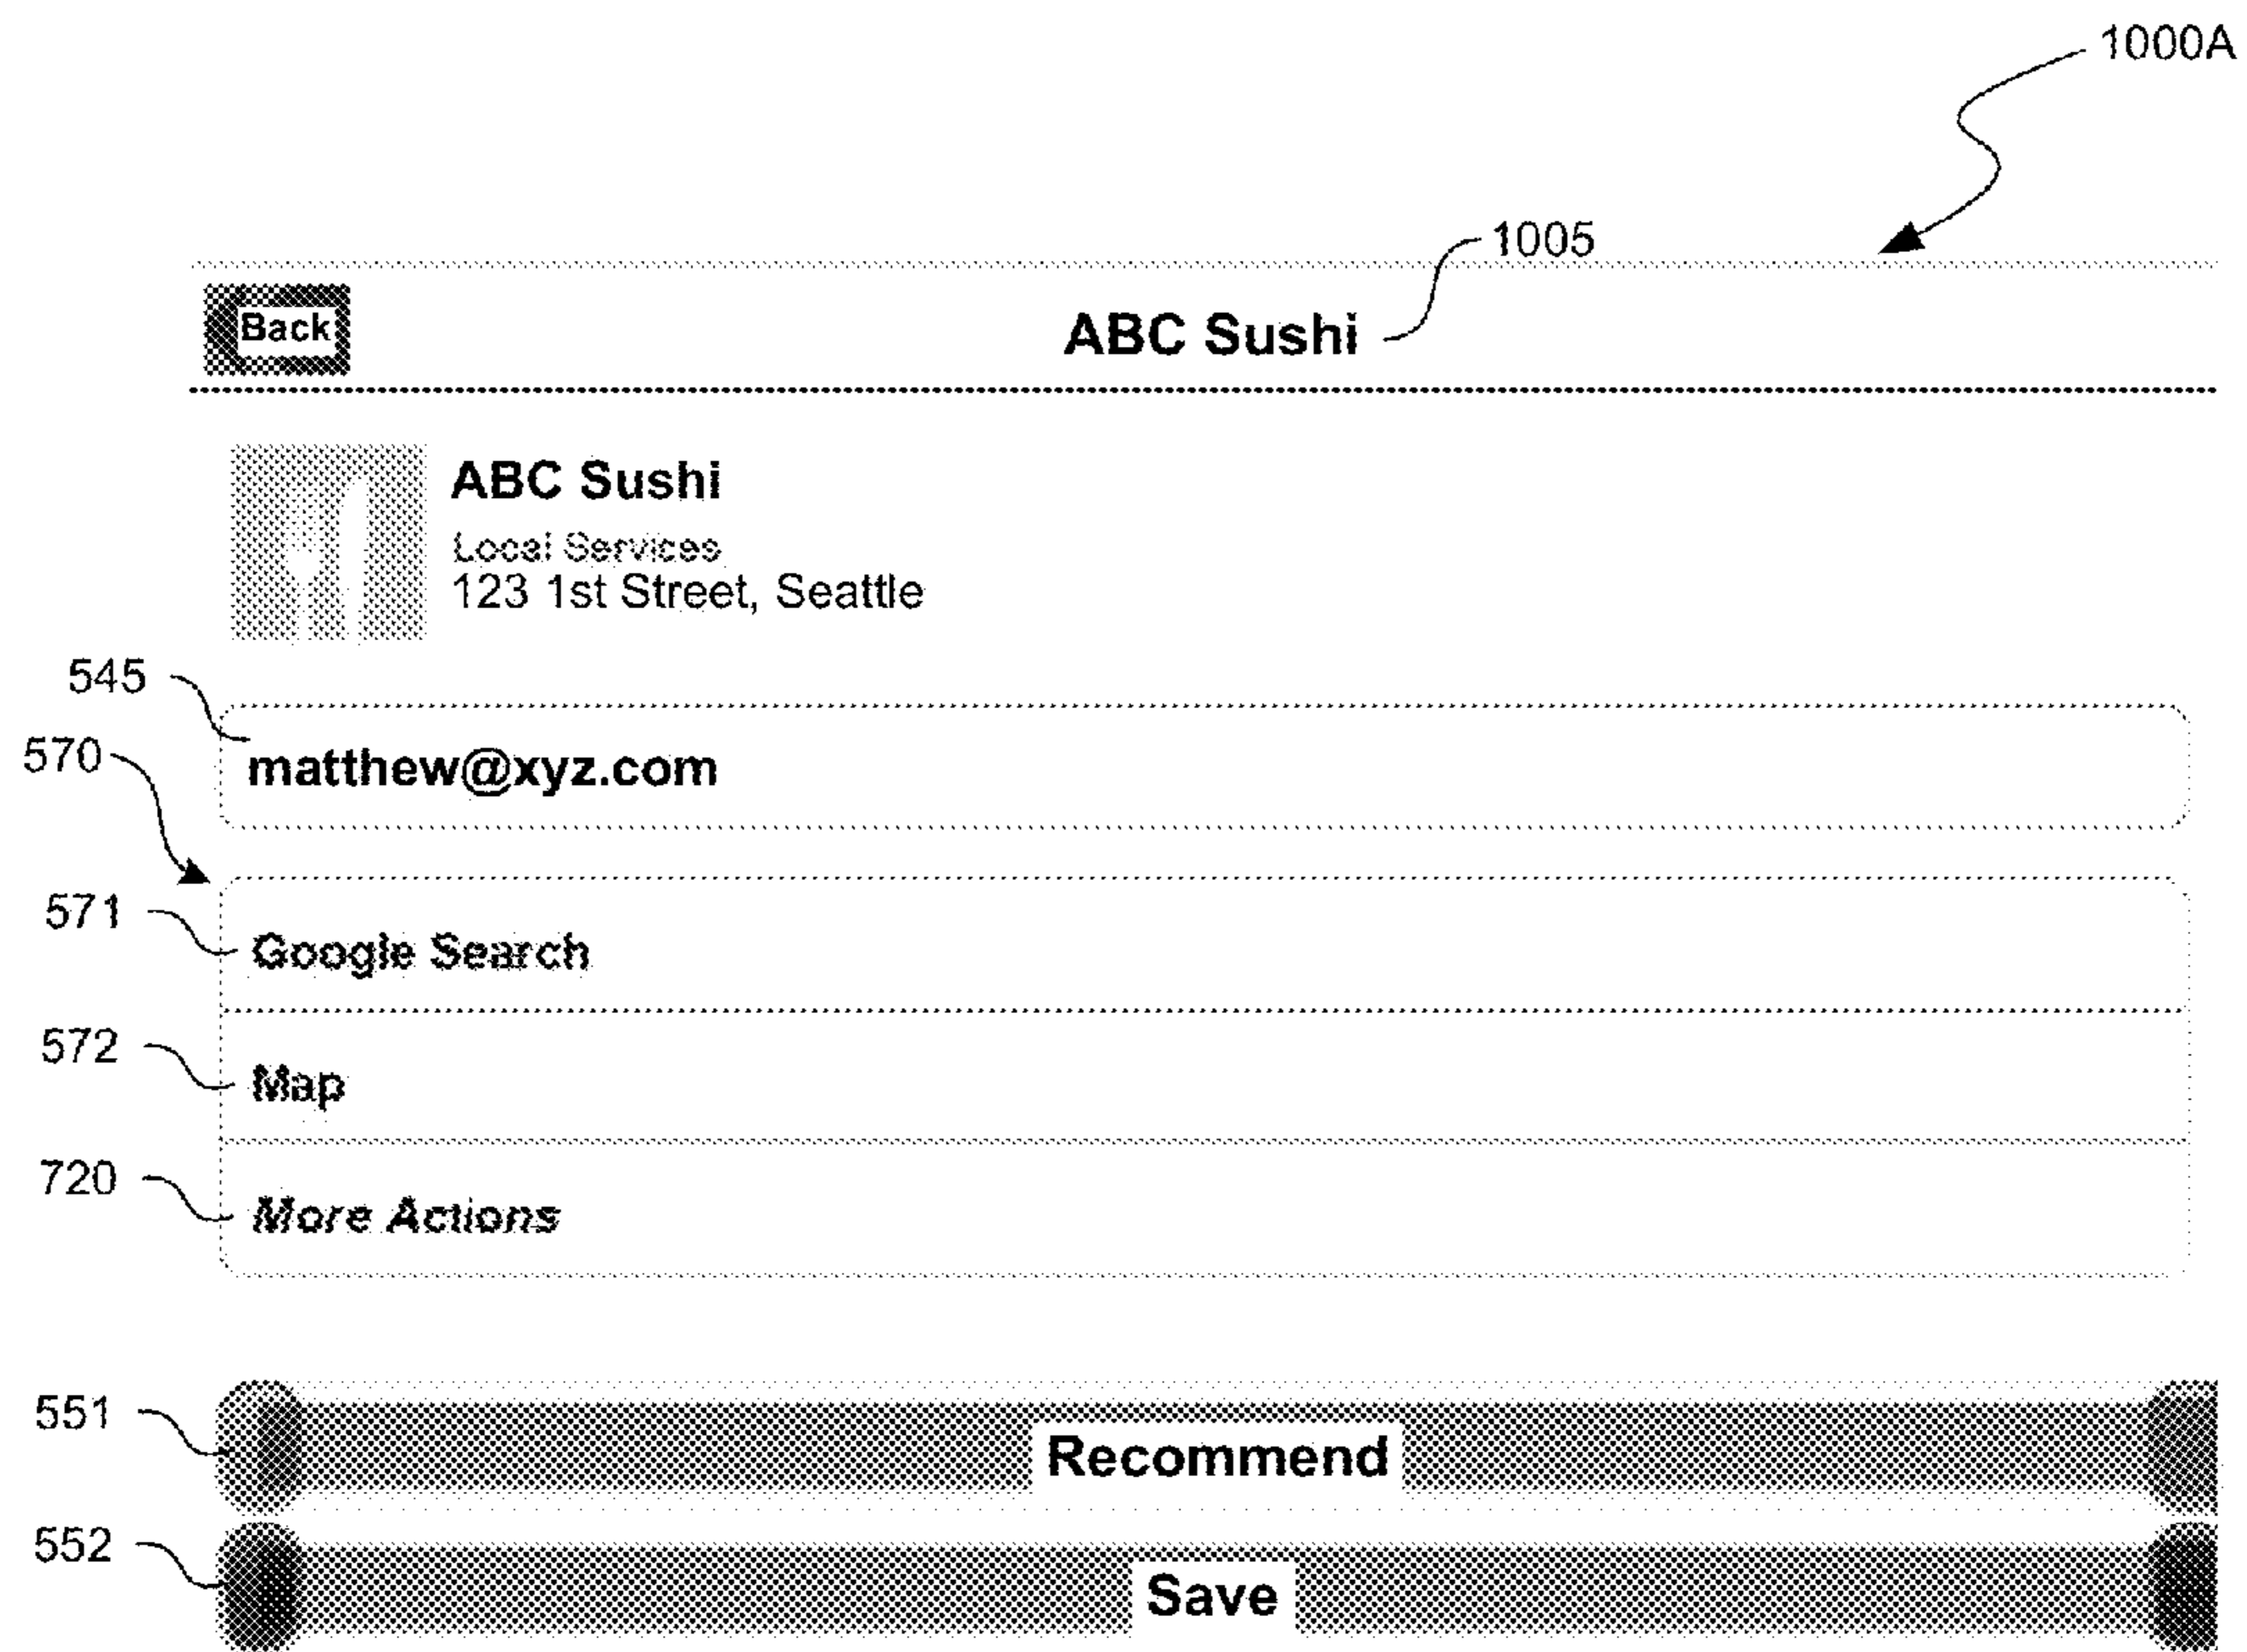 1000A
1005
Back
ABC Sushi
ABC Sushi
Local Services
123 1st Street, Seattle
545
matthew@xyz.com
570
571
Google Search
572
Map
720
More Actions
551
Recommend
552
Save